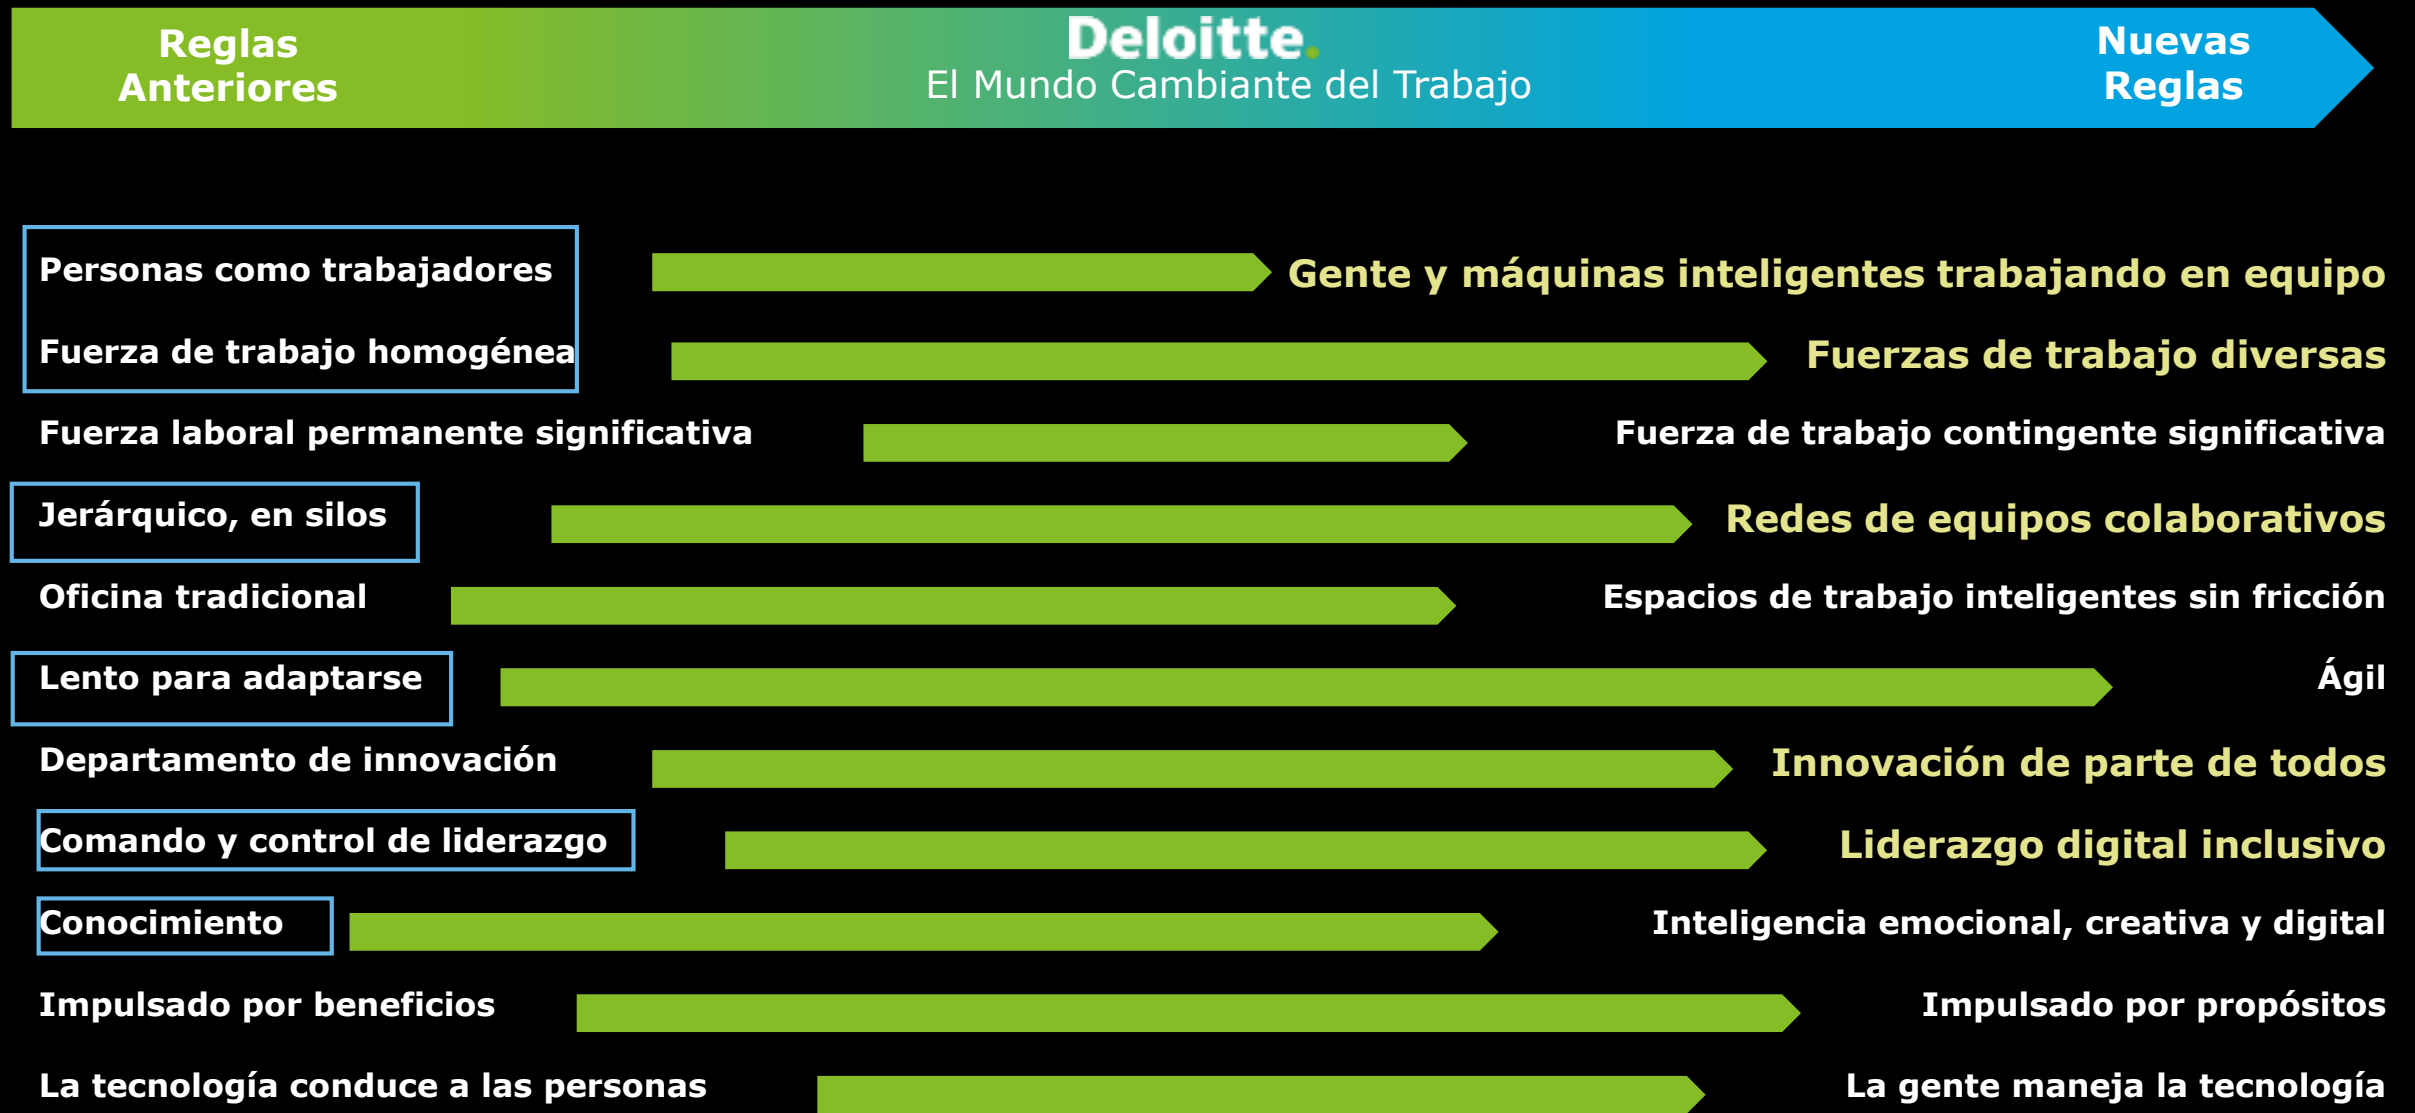 Reglas
Anteriores
Deloitte.
El Mundo Cambiante del Trabajo
Nuevas
Reglas
Personas como trabajadores
Gente y máquinas inteligentes trabajando en equipo
Fuerza de trabajo homogénea
Fuerzas de trabajo diversas
Fuerza laboral permanente significativa
Fuerza de trabajo contingente significativa
Jerárquico, en silos
Redes de equipos colaborativos
Oficina tradicional
Espacios de trabajo inteligentes sin fricción
Lento para adaptarse
Ágil
Departamento de innovación
Innovación de parte de todos
Comando y control de liderazgo
Liderazgo digital inclusivo
Conocimiento
Inteligencia emocional, creativa y digital
Impulsado por beneficios
Impulsado por propósitos
La tecnología conduce a las personas
La gente maneja la tecnología